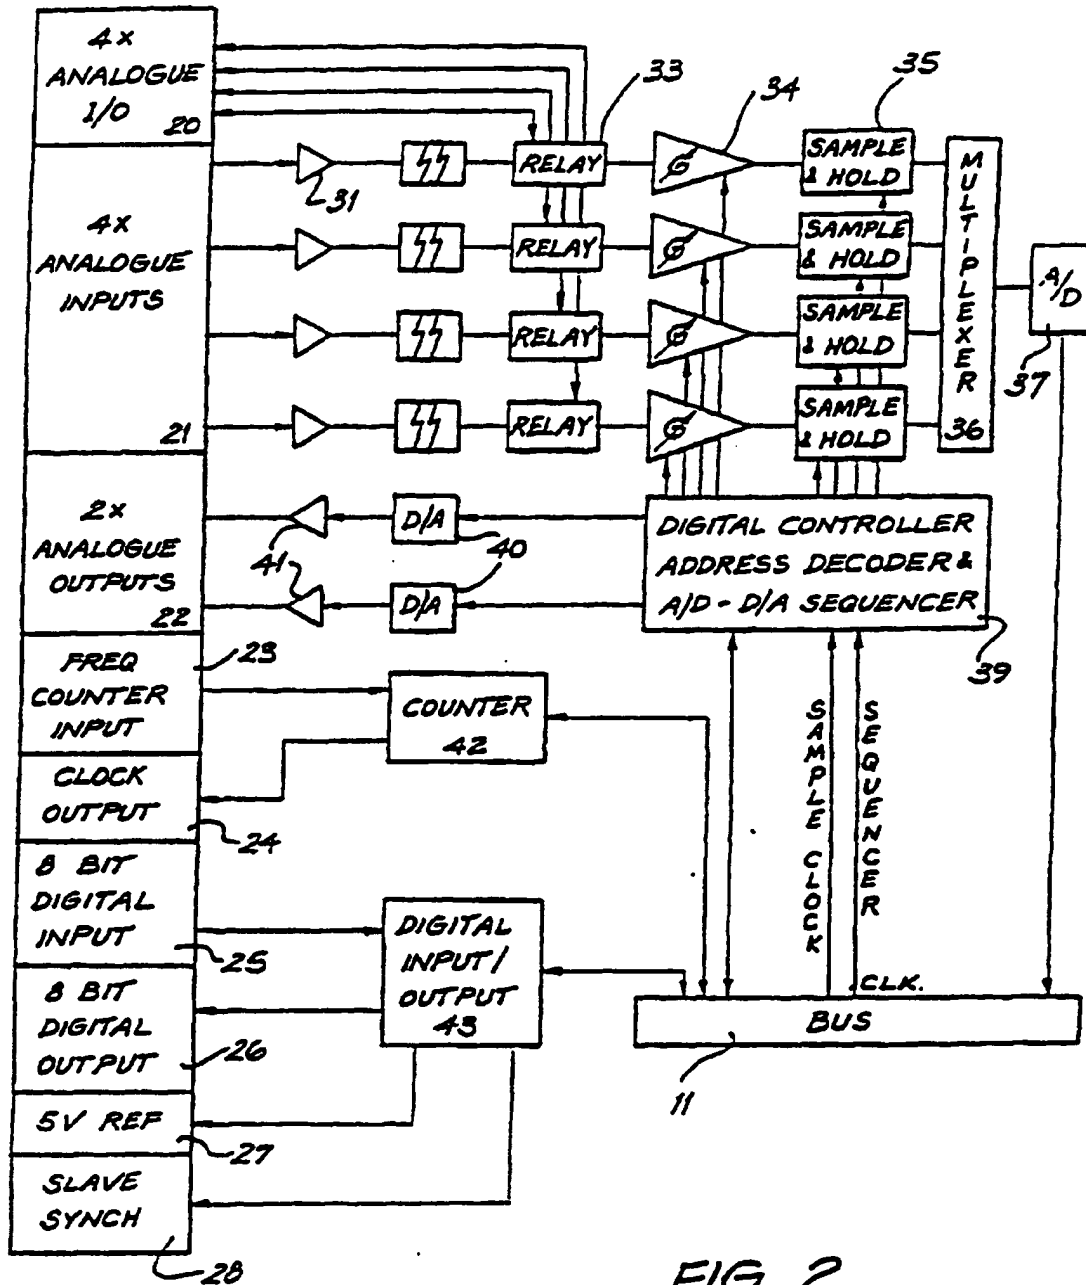 4x
ANALOGUE
I/O
20
33
34
35
4x
ANALOGUE
INPUTS
21
31
RELAY
G
SAMPLE
& HOLD
RELAY
G
SAMPLE
& HOLD
RELAY
G
SAMPLE
& HOLD
RELAY
G
SAMPLE
& HOLD
MULTIPLEXER
36
A/D
37
2x
ANALOGUE
OUTPUTS
22
41
D/A
40
41
D/A
DIGITAL CONTROLLER
ADDRESS DECODER &
A/D - D/A SEQUENCER
39
FREQ
COUNTER
INPUT
23
COUNTER
42
CLOCK
OUTPUT
24
SAMPLE CLOCK
SEQUENCER
CLK.
8 BIT
DIGITAL
INPUT
25
DIGITAL
INPUT/
OUTPUT
43
8 BIT
DIGITAL
OUTPUT
26
BUS
11
5V REF
27
SLAVE
SYNCH
28
FIG. 2